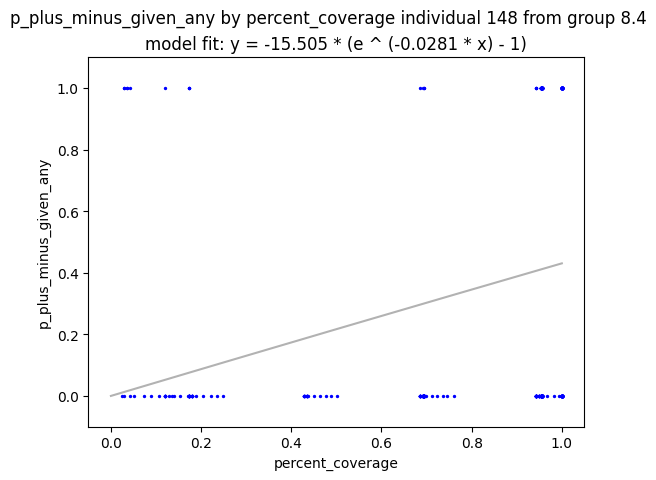 p_plus_minus_given_any by percent_coverage individual 148 from group 8.4
model fit: y = -15.505 * (e ^ (-0.0281 * x) - 1)
1.0
0.8
0.6
0.4
0.2
0.0
p_plus_minus_given_any
0.0 0.2 0.4 0.6 0.8 1.0
percent_coverage